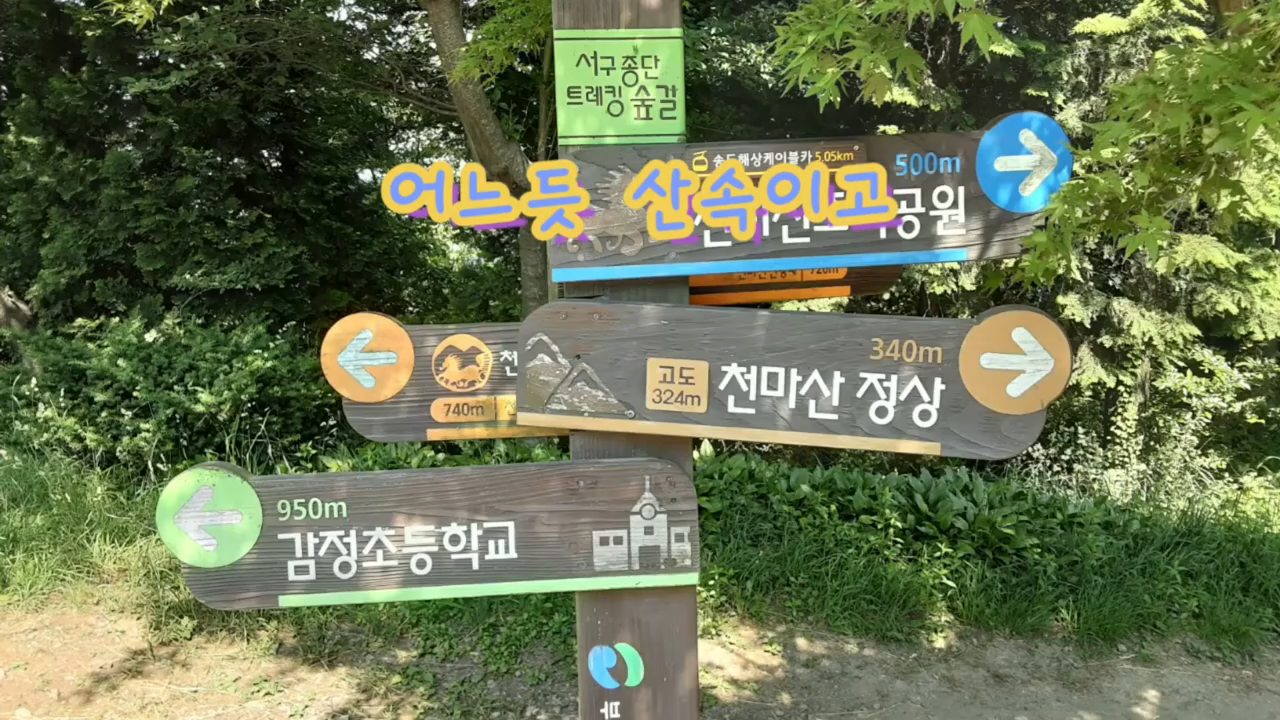 서구종단
트레킹숲길
송도해상케이블카 5.05km
500m
어느듯 산속이고
공원
720m
340m
고도
324m
천마산 정상
천
740m
950m
감정초등학교